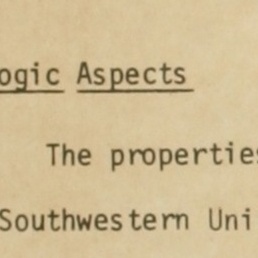 ogic Aspects
The properties
Southwestern Uni